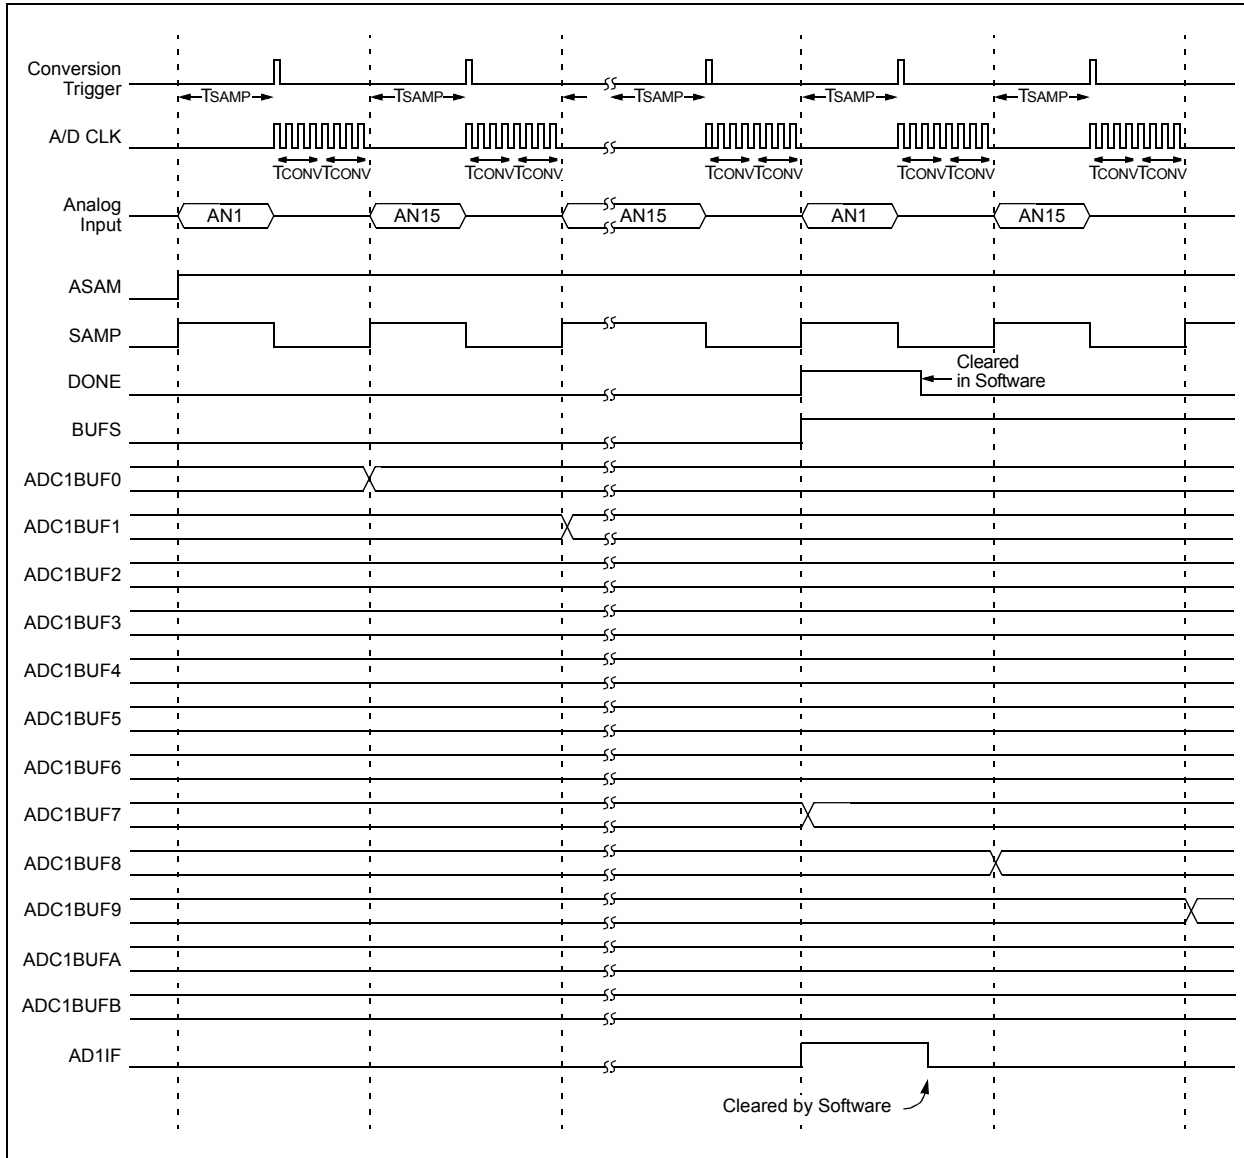 Conversion
Trigger
TSAMP TSAMP TSAMP TSAMP TSAMP
A/D CLK
TCONV TCONV TCONV TCONV TCONV TCONV TCONV TCONV TCONV TCONV
Analog
Input
AN1 AN15 AN15 AN1 AN15
ASAM
SAMP
DONE
Cleared
in Software
BUFS
ADC1BUF0
ADC1BUF1
ADC1BUF2
ADC1BUF3
ADC1BUF4
ADC1BUF5
ADC1BUF6
ADC1BUF7
ADC1BUF8
ADC1BUF9
ADC1BUFA
ADC1BUFB
AD1IF
Cleared by Software